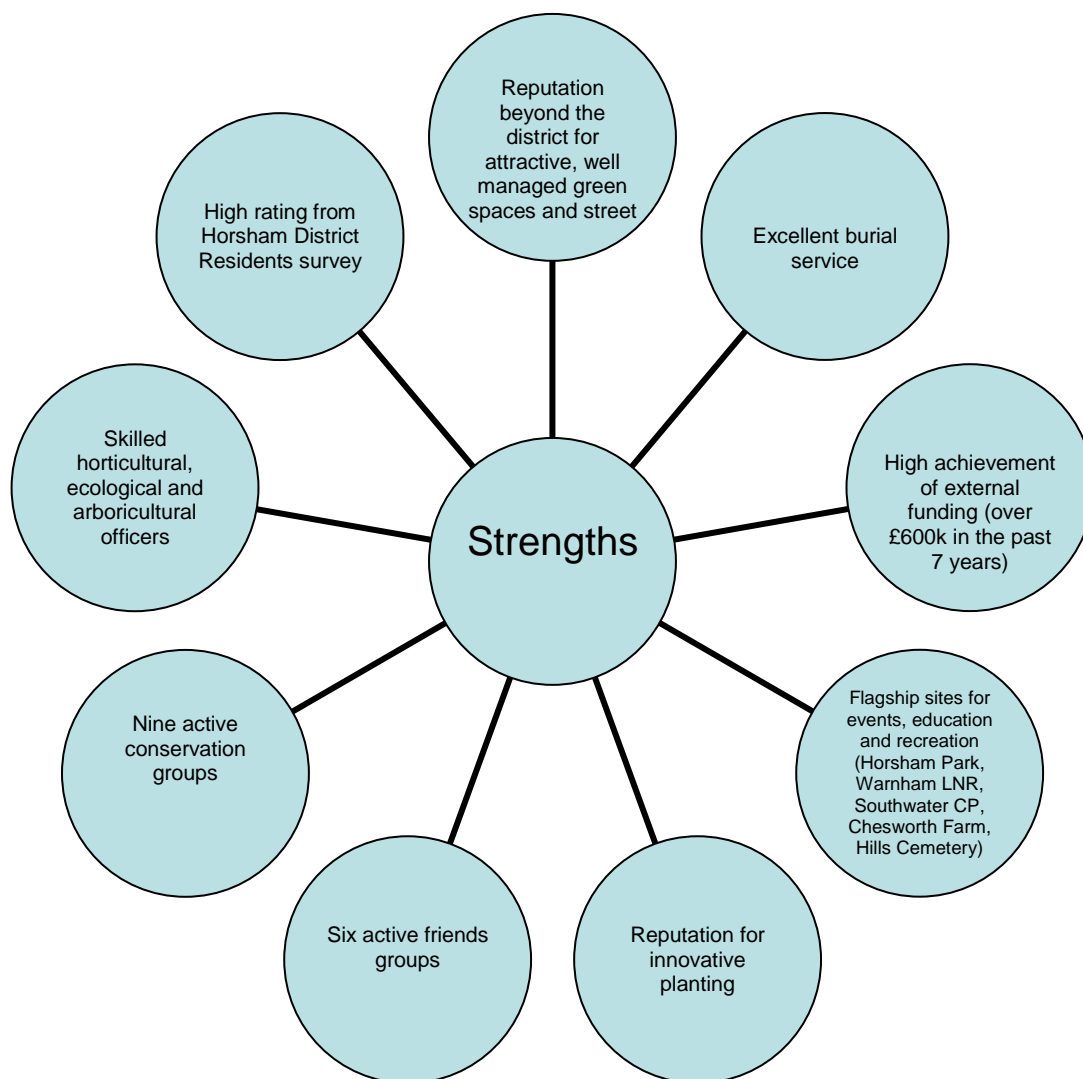 Reputation
beyond the
district for
attractive, well
managed green
spaces and street
High rating from
Horsham District
Residents survey
Excellent burial
service
Skilled
horticultural,
ecological and
arboricultural
officers
Strengths
High achievement
of external
funding (over
£600k in the past
7 years)
Nine active
conservation
groups
Flagship sites for
events, education
and recreation
(Horsham Park,
Warnham LNR,
Southwater CP,
Chesworth Farm,
Hills Cemetery)
Six active friends
groups
Reputation for
innovative
planting